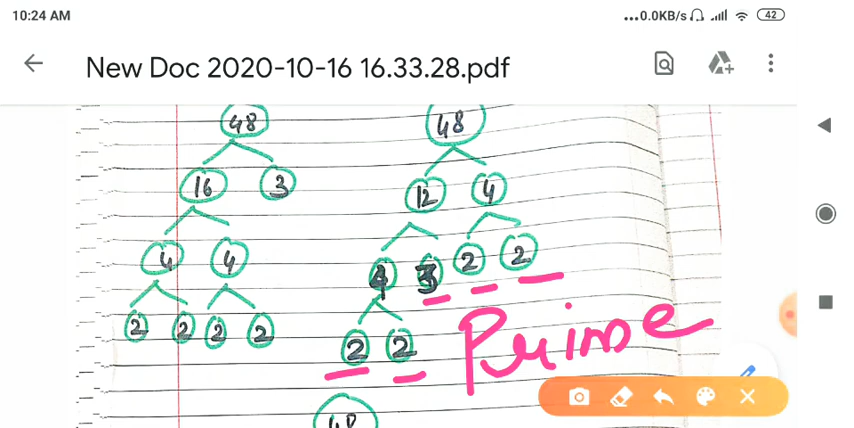 10:24 AM ...0.0KB/s 42
New Doc 2020-10-16 16.33.28.pdf
48 48
16 3 12 4
4 4 4 3 2 2
2 2 2 2 2 2
Prime
48